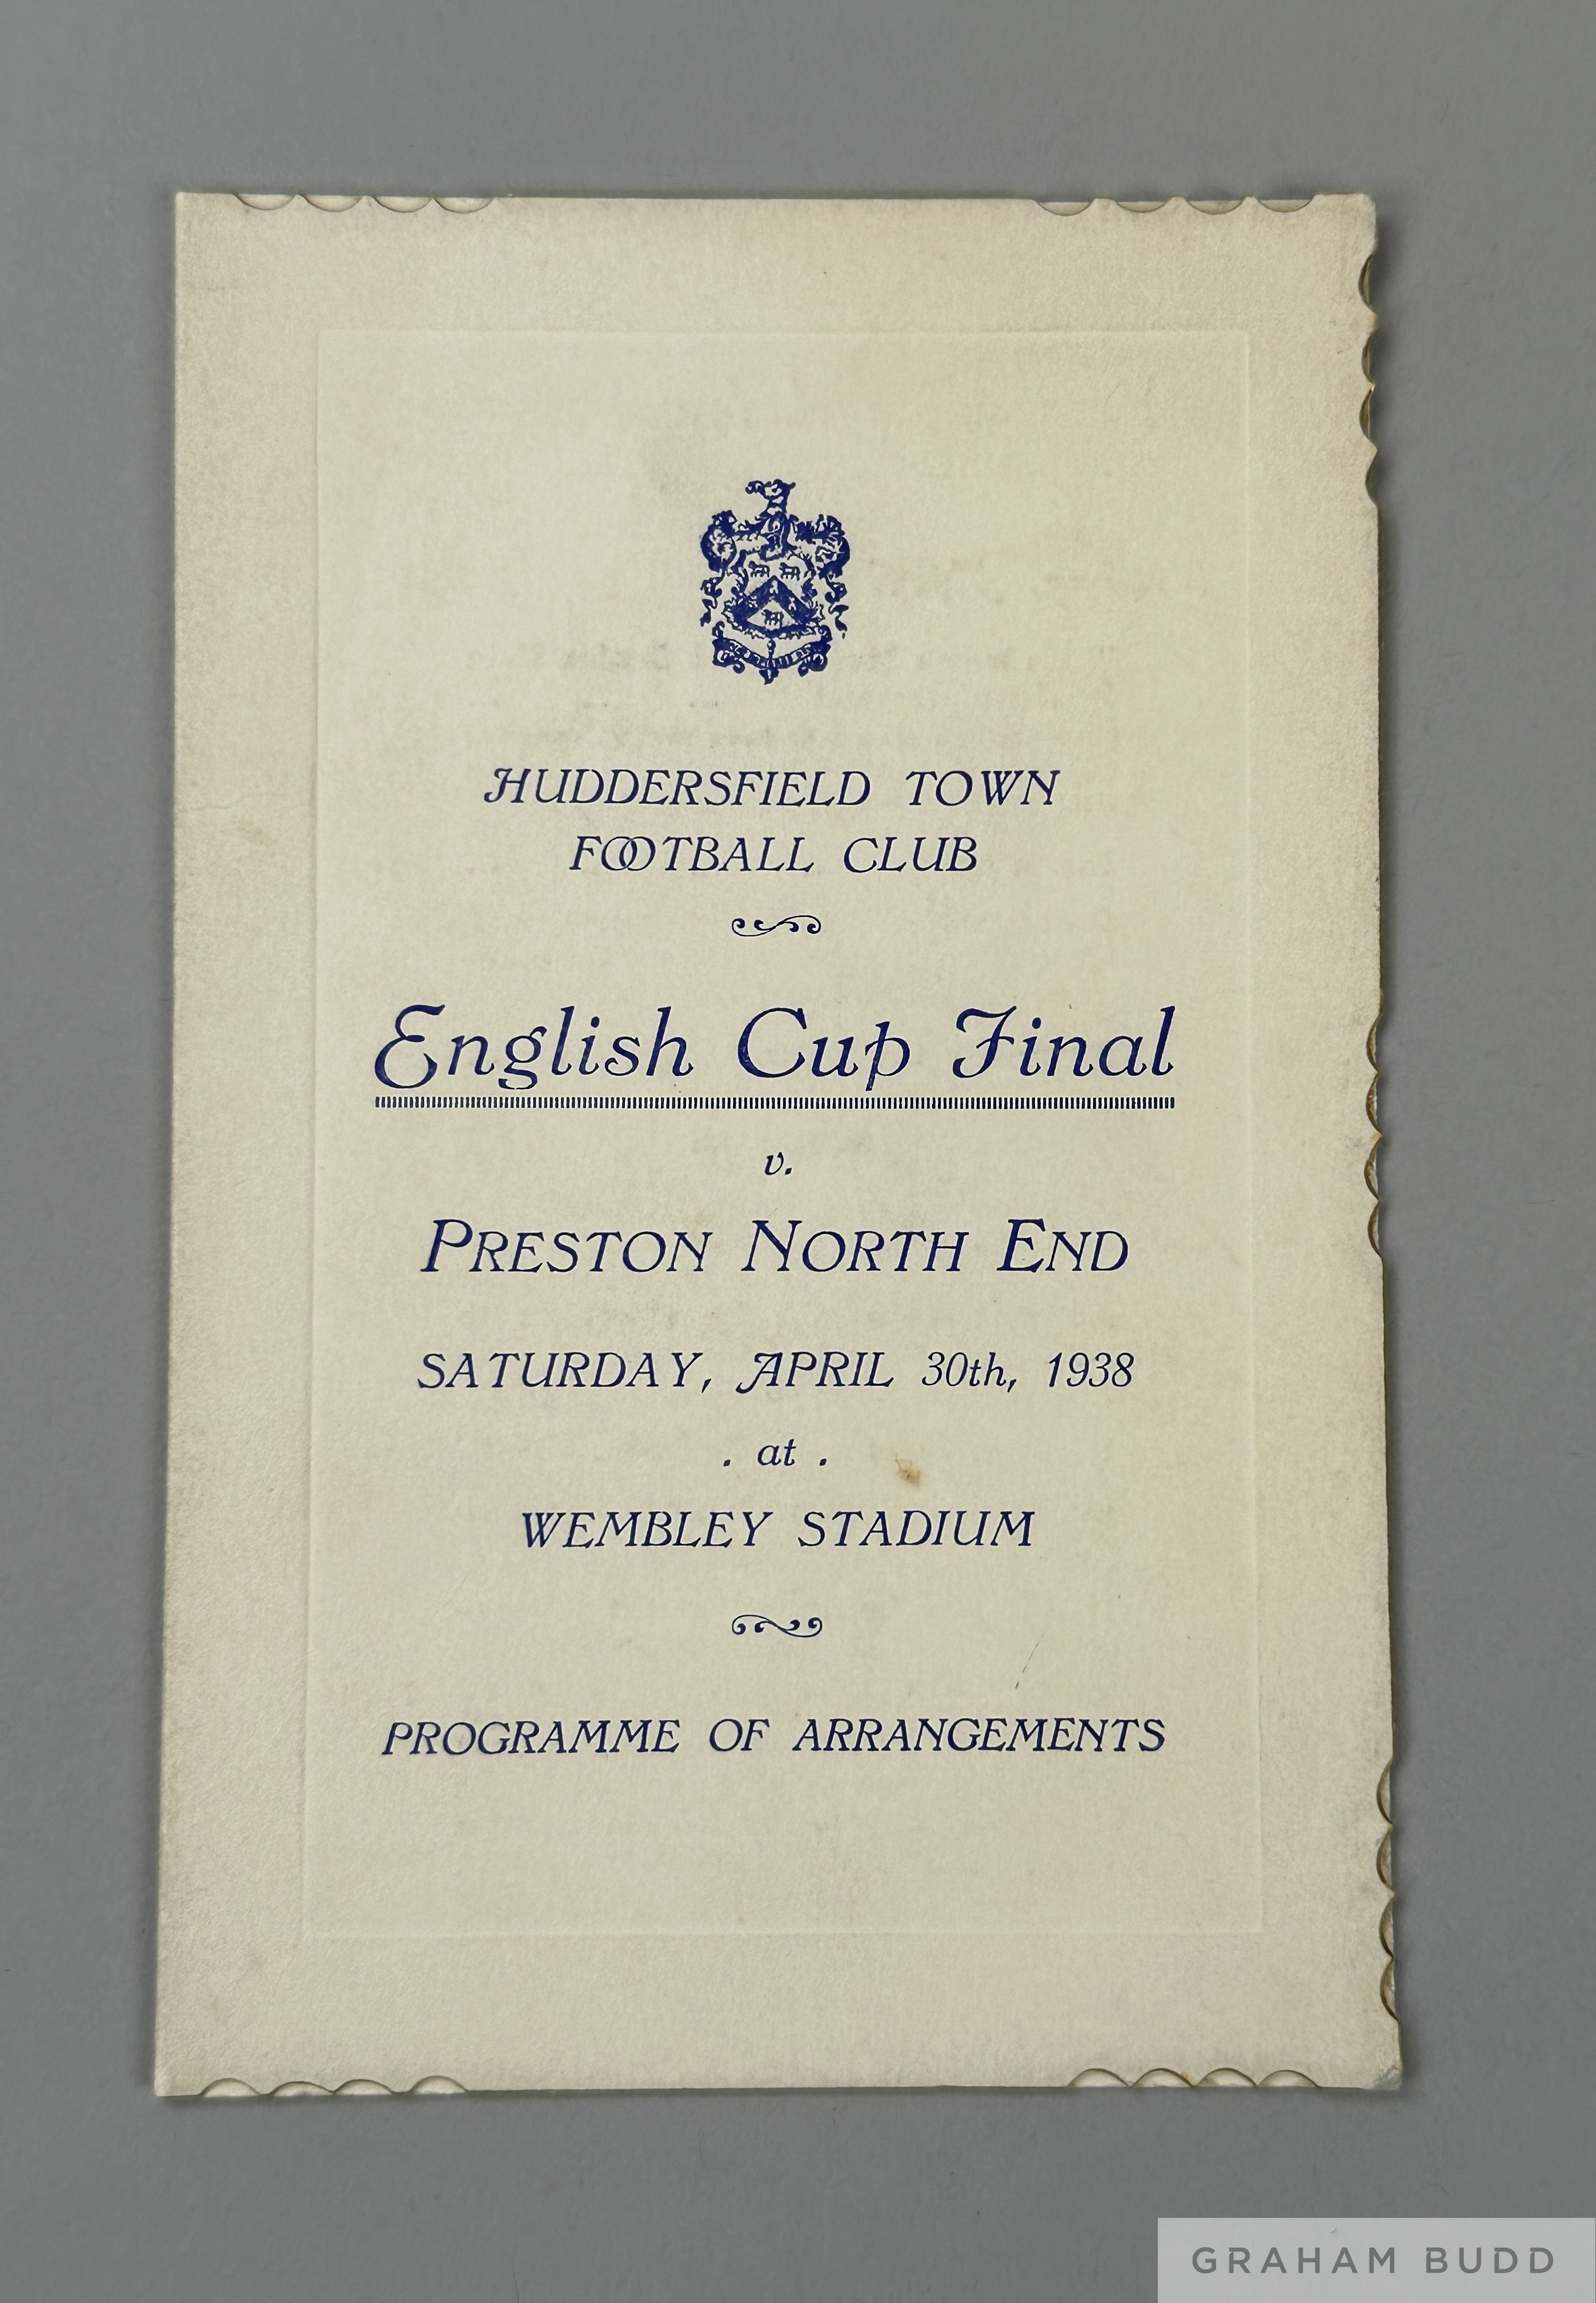 HUDDERSFIELD TOWN
FOOTBALL CLUB
English Cup Final
v.
PRESTON NORTH END
SATURDAY, APRIL 30th, 1938
. at .
WEMBLEY STADIUM
PROGRAMME OF ARRANGEMENTS
GRAHAM BUDD